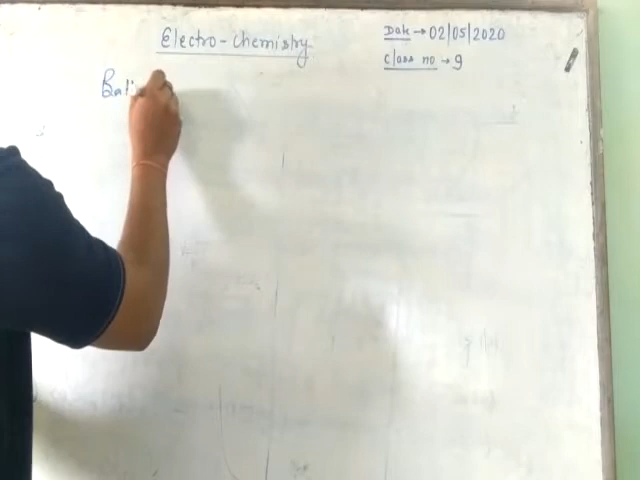 Electro-Chemistry
Date → 02/05/2020
Class no → 9